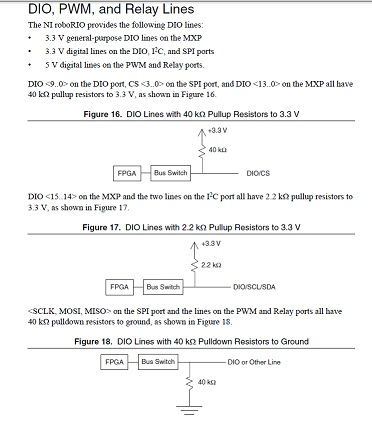 DIO, PWM, and Relay Lines
The NI roboRIO provides the following DIO lines:
• 3.3 V general-purpose DIO lines on the MXP
• 3.3 V digital lines on the DIO, I²C, and SPI ports
• 5 V digital lines on the PWM and Relay ports.
DIO <9..0> on the DIO port, CS <3..0> on the SPI port, and DIO <13..0> on the MXP all have
40 kΩ pullup resistors to 3.3 V, as shown in Figure 16.
Figure 16. DIO Lines with 40 kΩ Pullup Resistors to 3.3 V
+3.3 V
40 kΩ
FPGA Bus Switch DIO/CS
DIO <15..14> on the MXP and the two lines on the I²C port all have 2.2 kΩ pullup resistors to
3.3 V, as shown in Figure 17.
Figure 17. DIO Lines with 2.2 kΩ Pullup Resistors to 3.3 V
+3.3 V
2.2 kΩ
FPGA Bus Switch DIO/SCL/SDA
<SCLK, MOSI, MISO> on the SPI port and the lines on the PWM and Relay ports all have
40 kΩ pulldown resistors to ground, as shown in Figure 18.
Figure 18. DIO Lines with 40 kΩ Pulldown Resistors to Ground
FPGA Bus Switch DIO or Other Line
40 kΩ